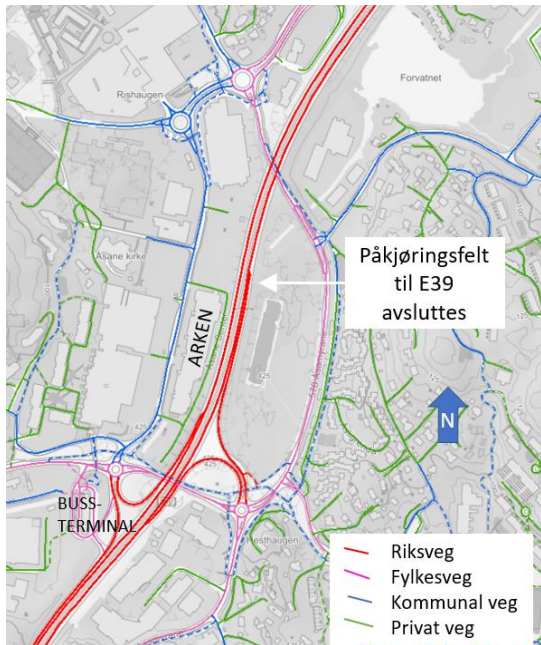 Forvatnet
Rishaugen
Påkjøringsfelt
til E39
avsluttes
Åsane kirke
ARKEN
425
425
N
BUSS-
TERMINAL
Hesthaugen
Riksveg
Fylkesveg
Kommunal veg
Privat veg